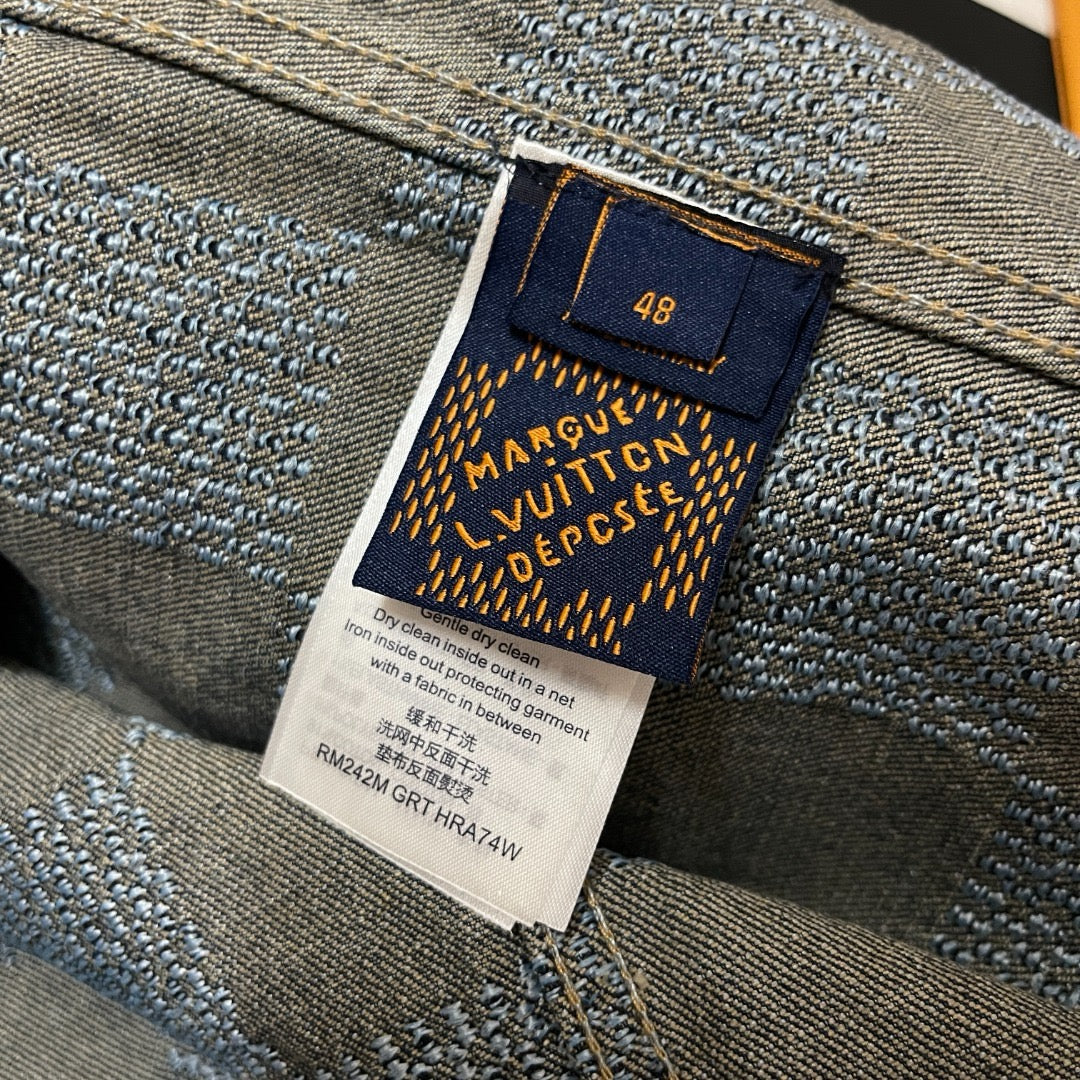 48
MARQUE
L.VUITTON
DÉPOSÉE
Gentle dry clean
Dry clean inside out in a net
Iron inside out protecting garment
with a fabric in between
缓和干洗
洗网中反面干洗
垫布反面熨烫
RM242M GRT HRA74W